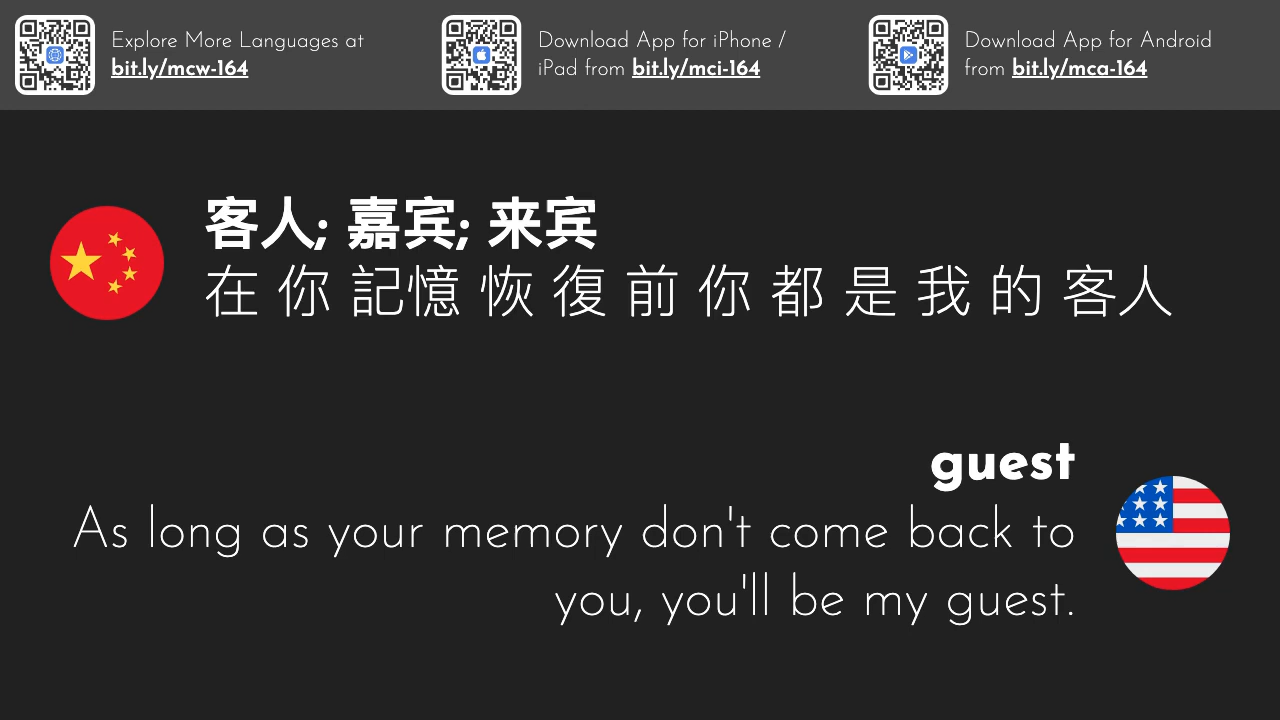 Explore More Languages at
bit.ly/mcw-164
Download App for iPhone /
iPad from bit.ly/mci-164
Download App for Android
from bit.ly/mca-164
客人; 嘉宾; 来宾
在 你 記憶 恢 復 前 你 都 是 我 的 客人
guest
As long as your memory don't come back to
you, you'll be my guest.